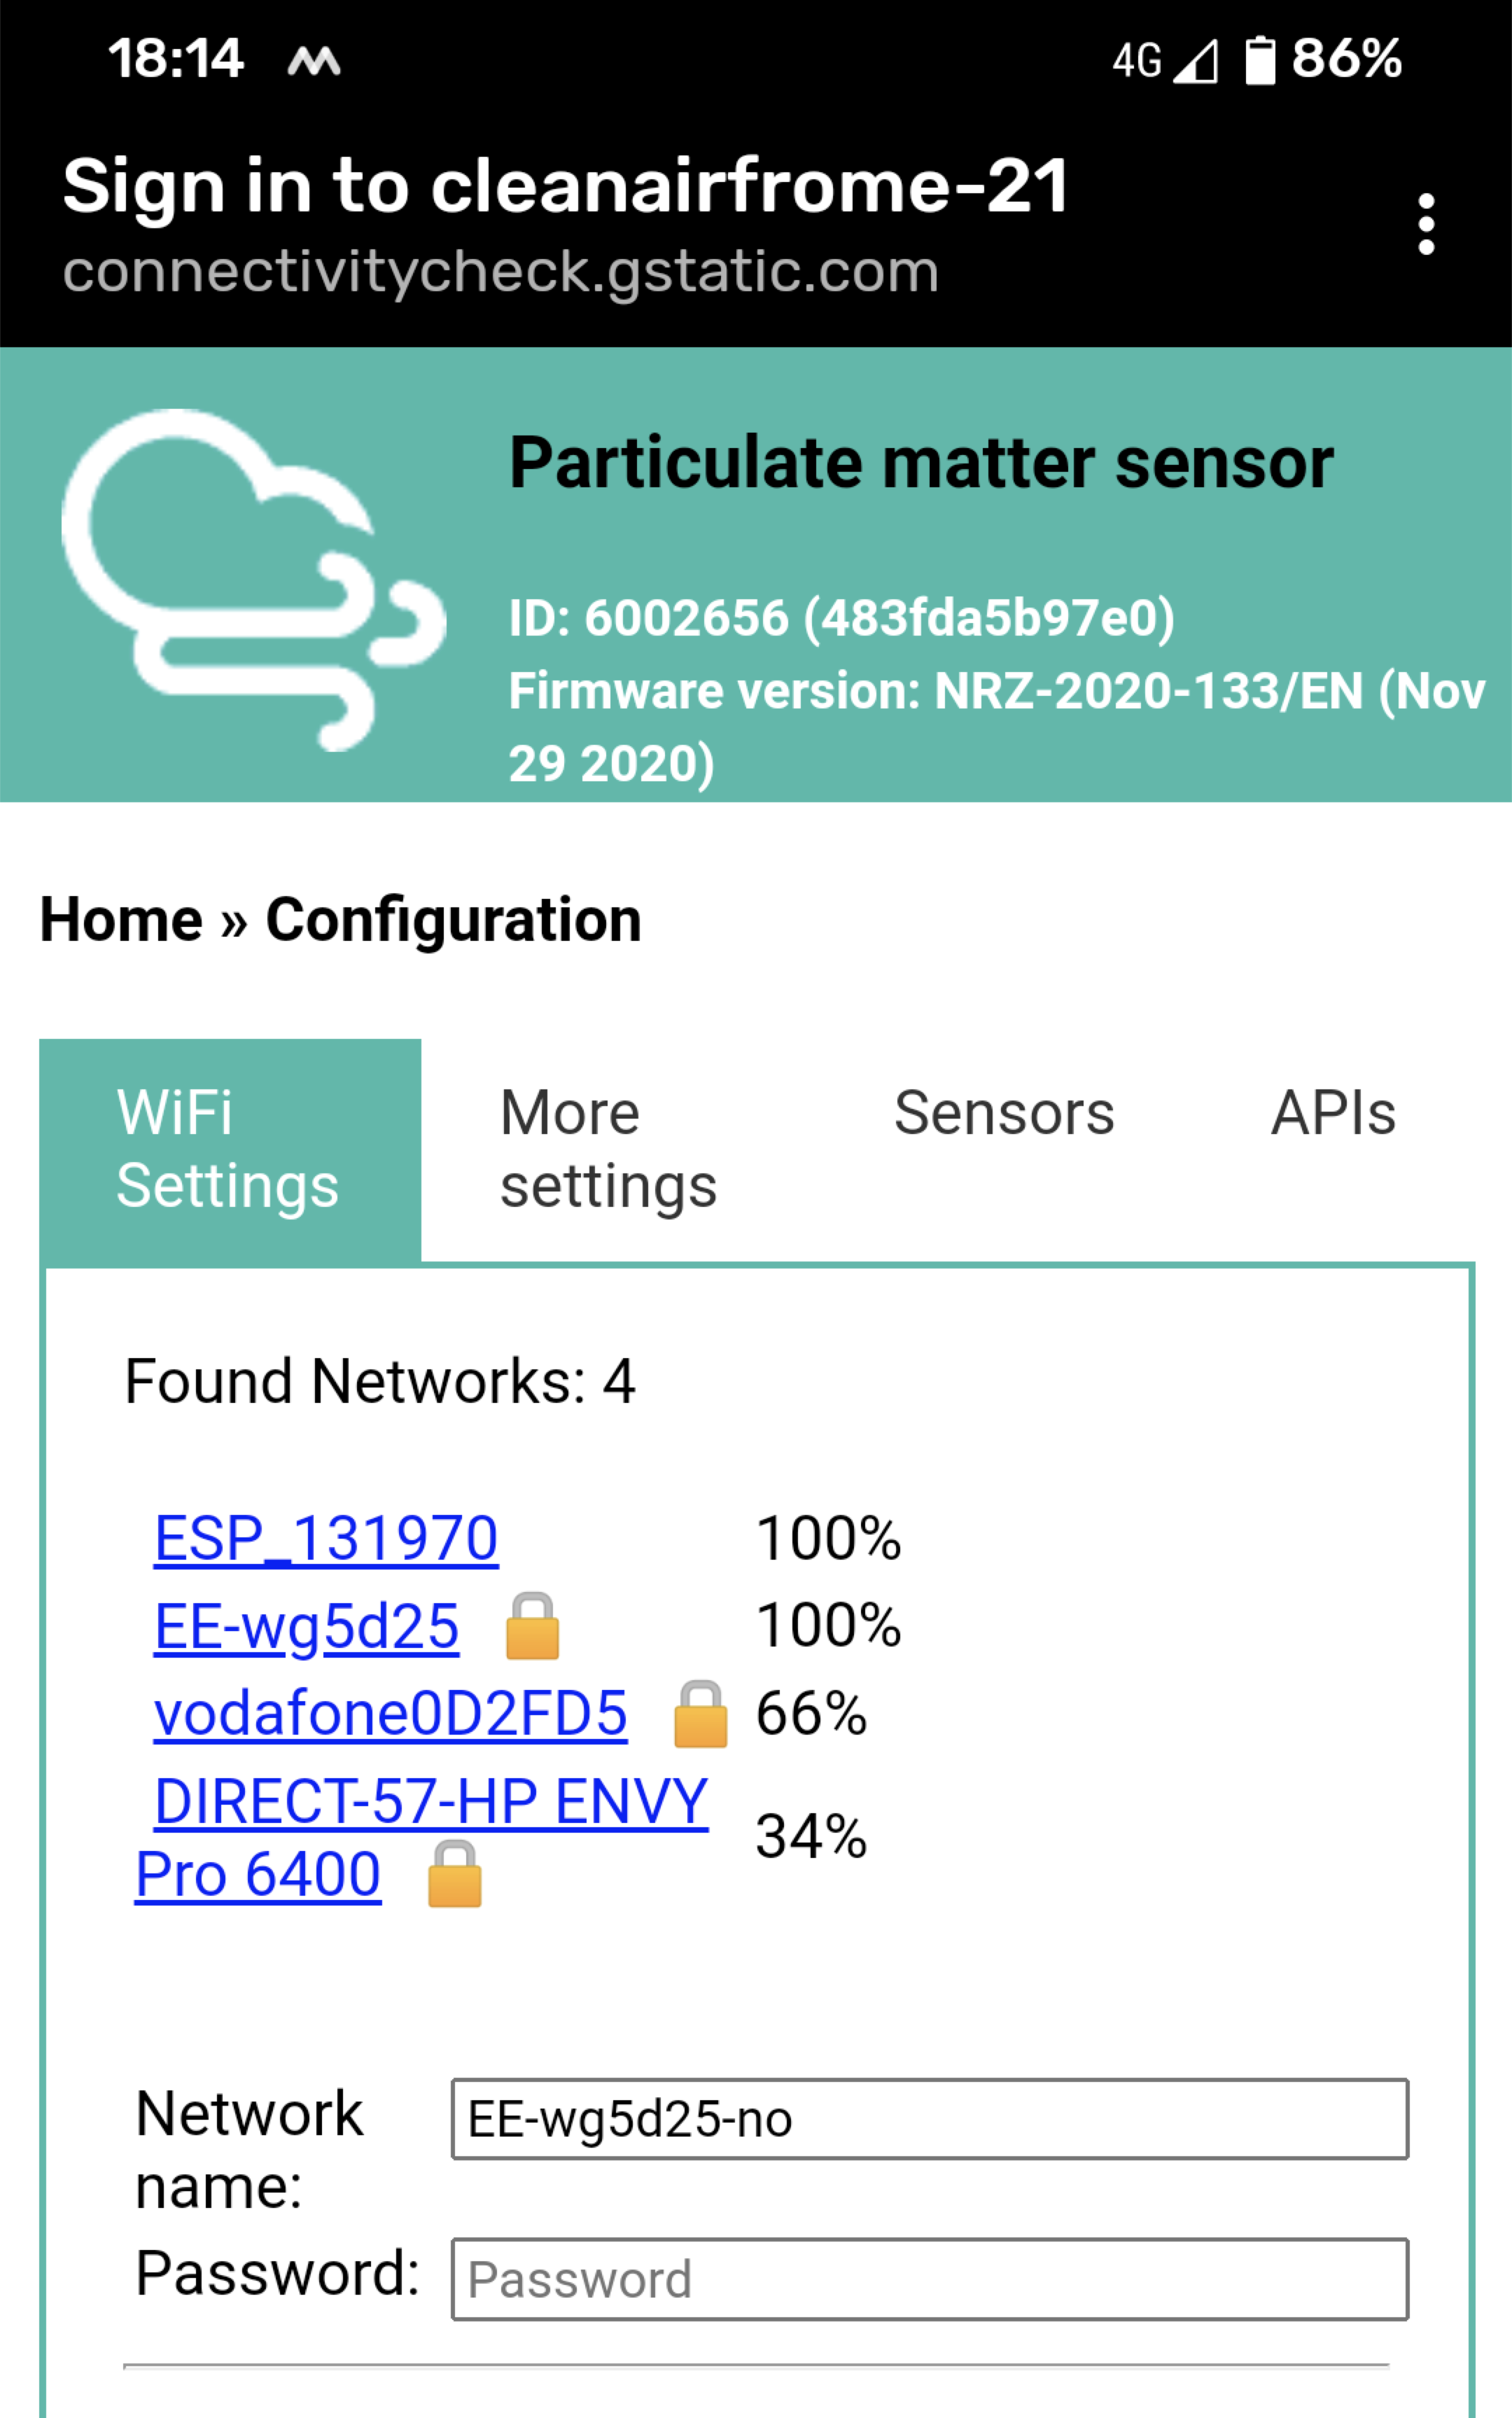 18:14
4G 86%
Sign in to cleanairfrome-21
connectivitycheck.gstatic.com
Particulate matter sensor
ID: 6002656 (483fda5b97e0)
Firmware version: NRZ-2020-133/EN (Nov
29 2020)
Home » Configuration
WiFi
Settings
More
settings
Sensors
APIs
Found Networks: 4
ESP_131970 100%
EE-wg5d25 100%
vodafone0D2FD5 66%
DIRECT-57-HP ENVY
Pro 6400 34%
Network
name:
EE-wg5d25-no
Password: Password